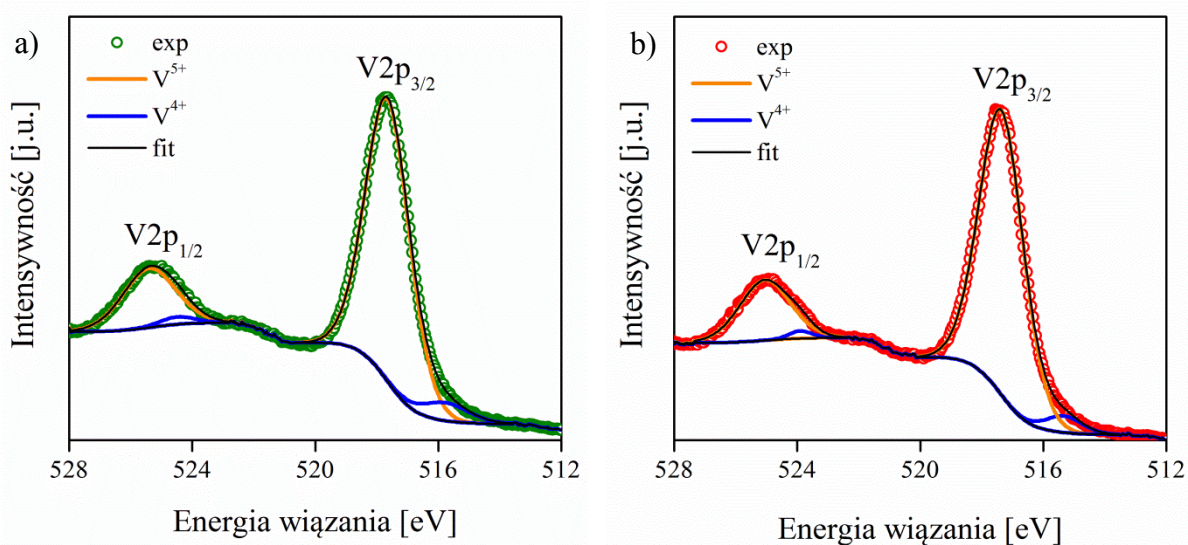 a)
exp
V5+
V4+
fit
V2p3/2
V2p1/2
Intensywność [j.u.]
528 524 520 516 512
Energia wiązania [eV]
b)
exp
V5+
V4+
fit
V2p3/2
V2p1/2
Intensywność [j.u.]
528 524 520 516 512
Energia wiązania [eV]